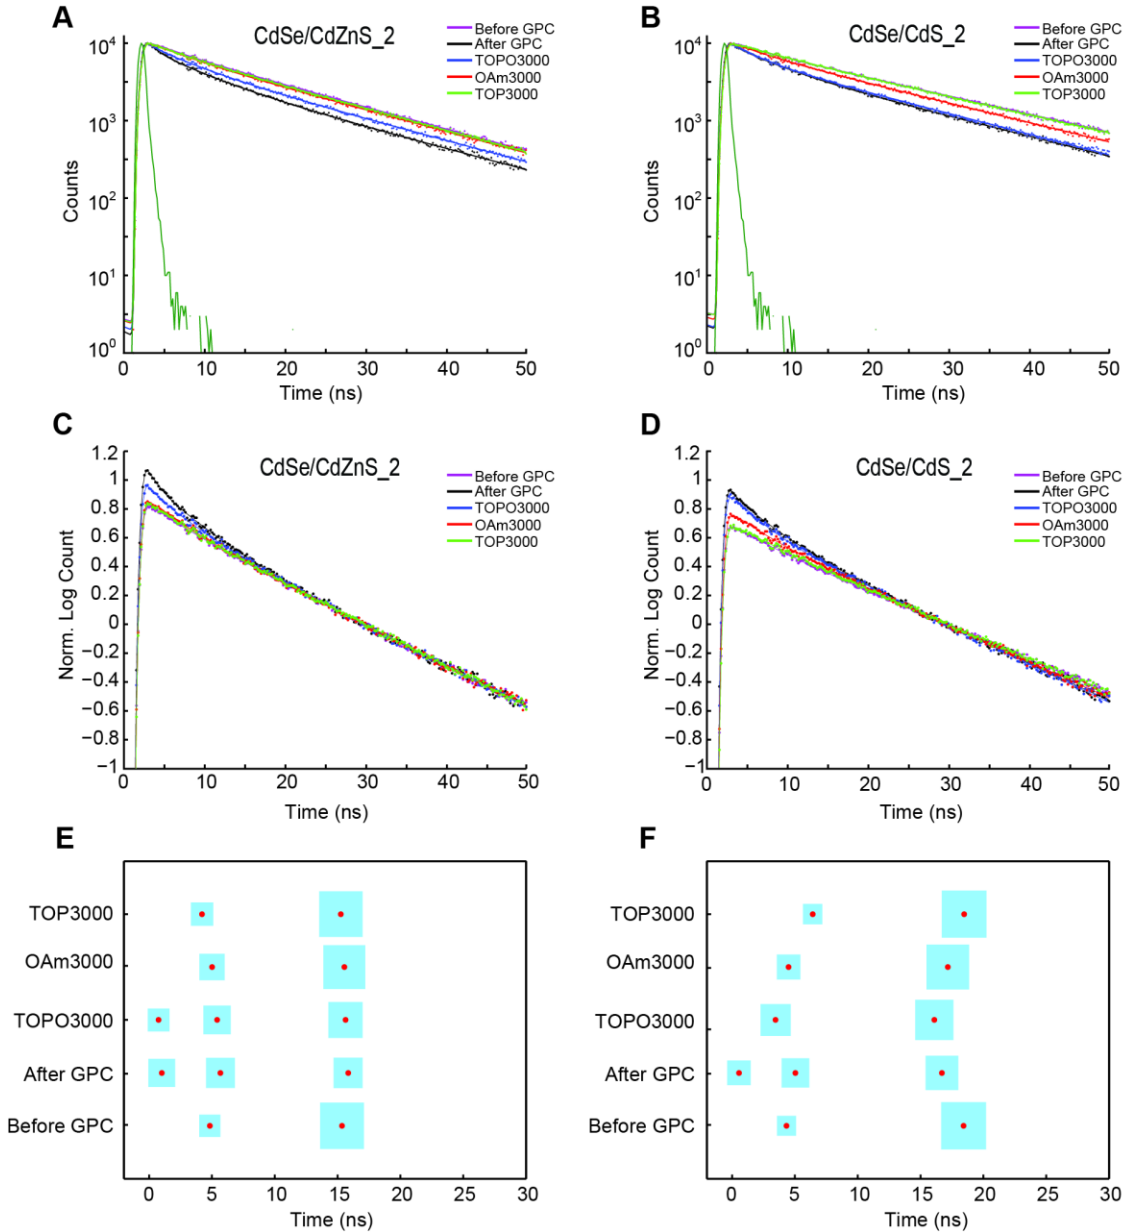 A
CdSe/CdZnS_2
Before GPC
After GPC
TOPO3000
OAm3000
TOP3000
10^4
10^3
10^2
10^1
10^0
Counts
0 10 20 30 40 50
Time (ns)
B
CdSe/CdS_2
Before GPC
After GPC
TOPO3000
OAm3000
TOP3000
10^4
10^3
10^2
10^1
10^0
Counts
0 10 20 30 40 50
Time (ns)
C
CdSe/CdZnS_2
Before GPC
After GPC
TOPO3000
OAm3000
TOP3000
1.2
1
0.8
0.6
0.4
0.2
0
−0.2
−0.4
−0.6
−0.8
−1
Norm. Log Count
0 10 20 30 40 50
Time (ns)
D
CdSe/CdS_2
Before GPC
After GPC
TOPO3000
OAm3000
TOP3000
1.2
1
0.8
0.6
0.4
0.2
0
−0.2
−0.4
−0.6
−0.8
−1
Norm. Log Count
0 10 20 30 40 50
Time (ns)
E
TOP3000
OAm3000
TOPO3000
After GPC
Before GPC
0 5 10 15 20 25 30
Time (ns)
F
TOP3000
OAm3000
TOPO3000
After GPC
Before GPC
0 5 10 15 20 25 30
Time (ns)